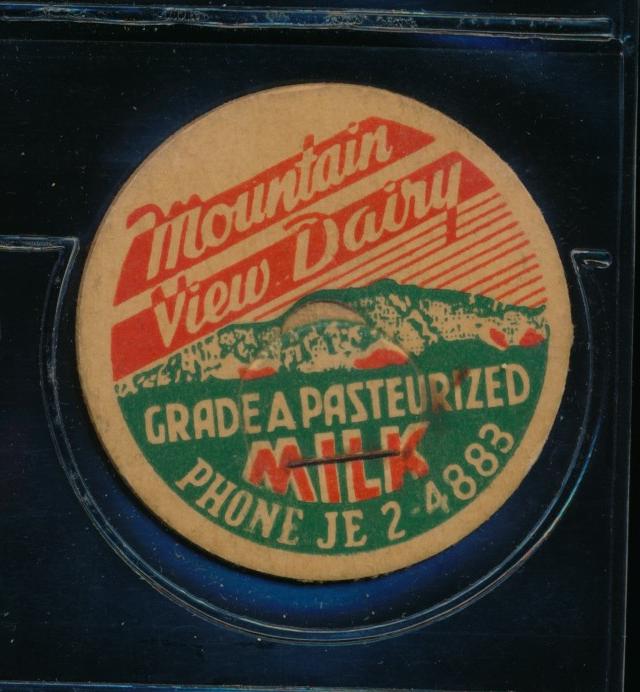 Mountain
View Dairy
GRADE A PASTEURIZED
MILK
PHONE JE 2-4883